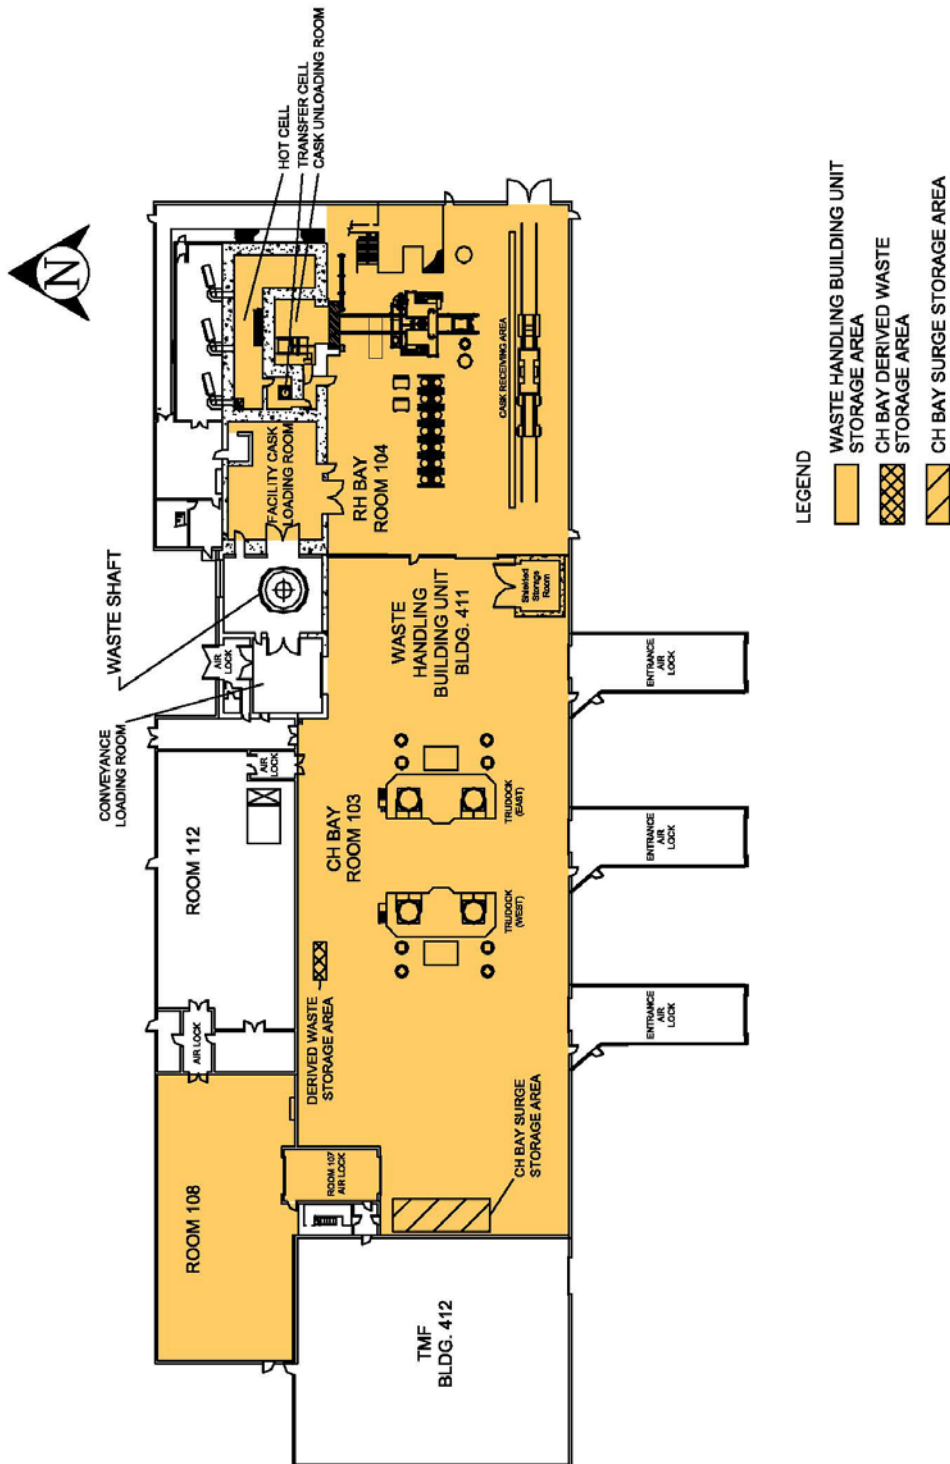 N
HOT CELL
TRANSFER CELL
CASK UNLOADING ROOM
WASTE SHAFT
CONVEYANCE
LOADING ROOM
FACILITY CASK
LOADING ROOM
RH BAY
ROOM 104
CASK RECEIVING AREA
AIR
LOCK
AIR
LOCK
ROOM 112
AIR LOCK
WASTE
HANDLING
BUILDING UNIT
BLDG. 411
Shielded
Storage
Room
CH BAY
ROOM 103
TRUDOCK
(EAST)
TRUDOCK
(WEST)
ENTRANCE
AIR
LOCK
ENTRANCE
AIR
LOCK
ENTRANCE
AIR
LOCK
DERIVED WASTE
STORAGE AREA
CH BAY SURGE
STORAGE AREA
ROOM 107
AIR LOCK
ROOM 108
TMF
BLDG. 412
LEGEND
WASTE HANDLING BUILDING UNIT
STORAGE AREA
CH BAY DERIVED WASTE
STORAGE AREA
CH BAY SURGE STORAGE AREA